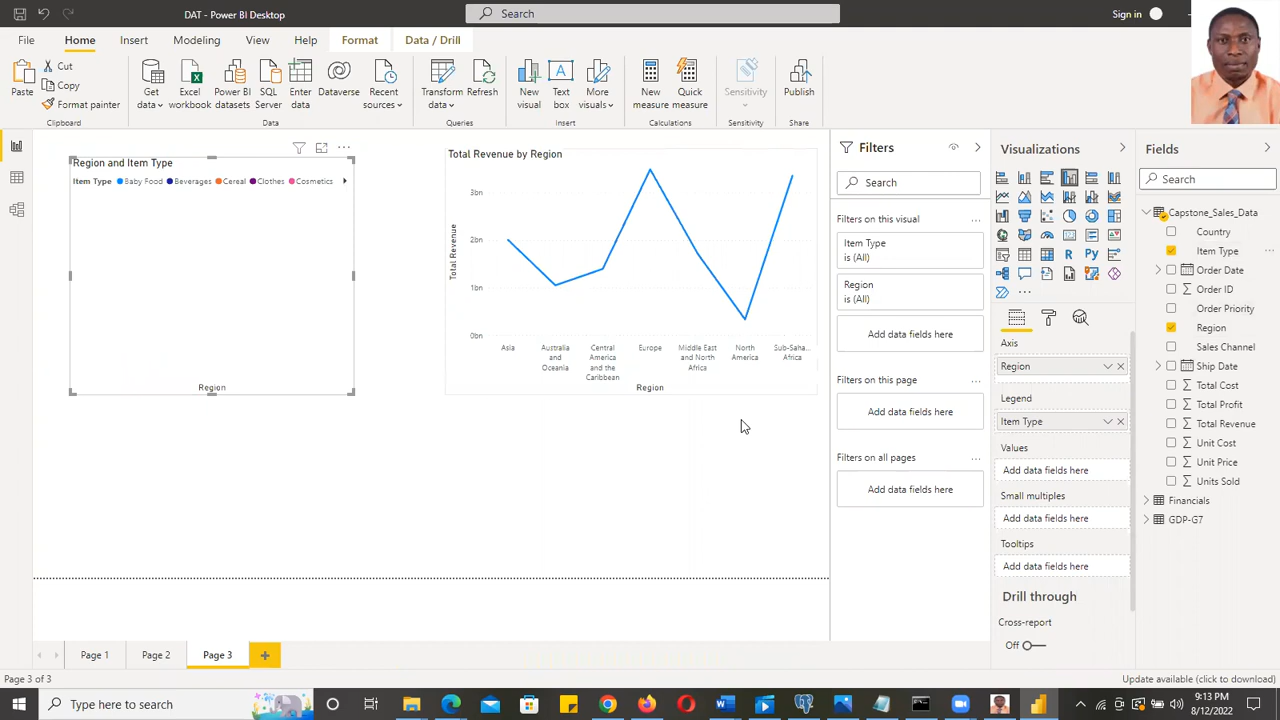 DAT - Power BI Desktop
Search
Sign in
File
Home
Insert
Modeling
View
Help
Format
Data / Drill
Paste
Cut
Copy
Format painter
Clipboard
Get data
Excel workbook
Power BI datasets
SQL Server
Enter data
Dataverse
Recent sources
Data
Transform data
Refresh
Queries
New visual
Text box
More visuals
Insert
New measure
Quick measure
Calculations
Sensitivity
Sensitivity
Publish
Share
Region and Item Type
Item Type Baby Food Beverages Cereal Clothes Cosmetics
Region
Total Revenue by Region
Total Revenue
3bn
2bn
1bn
0bn
Asia
Australia and Oceania
Central America and the Caribbean
Europe
Middle East and North Africa
North America
Sub-Saha... Africa
Region
Filters
Search
Filters on this visual
...
Item Type
is (All)
Region
is (All)
Add data fields here
Filters on this page
...
Add data fields here
Filters on all pages
...
Add data fields here
Visualizations
R
Py
...
Axis
Region
Legend
Item Type
Values
Add data fields here
Small multiples
Add data fields here
Tooltips
Add data fields here
Drill through
Cross-report
Off
Fields
Search
Capstone_Sales_Data
Country
Item Type
...
Order Date
Order ID
Order Priority
Region
Sales Channel
Ship Date
Total Cost
Total Profit
Total Revenue
Unit Cost
Unit Price
Units Sold
Financials
GDP-G7
Page 1
Page 2
Page 3
Page 3 of 3
Update available (click to download)
Type here to search
9:13 PM
8/12/2022